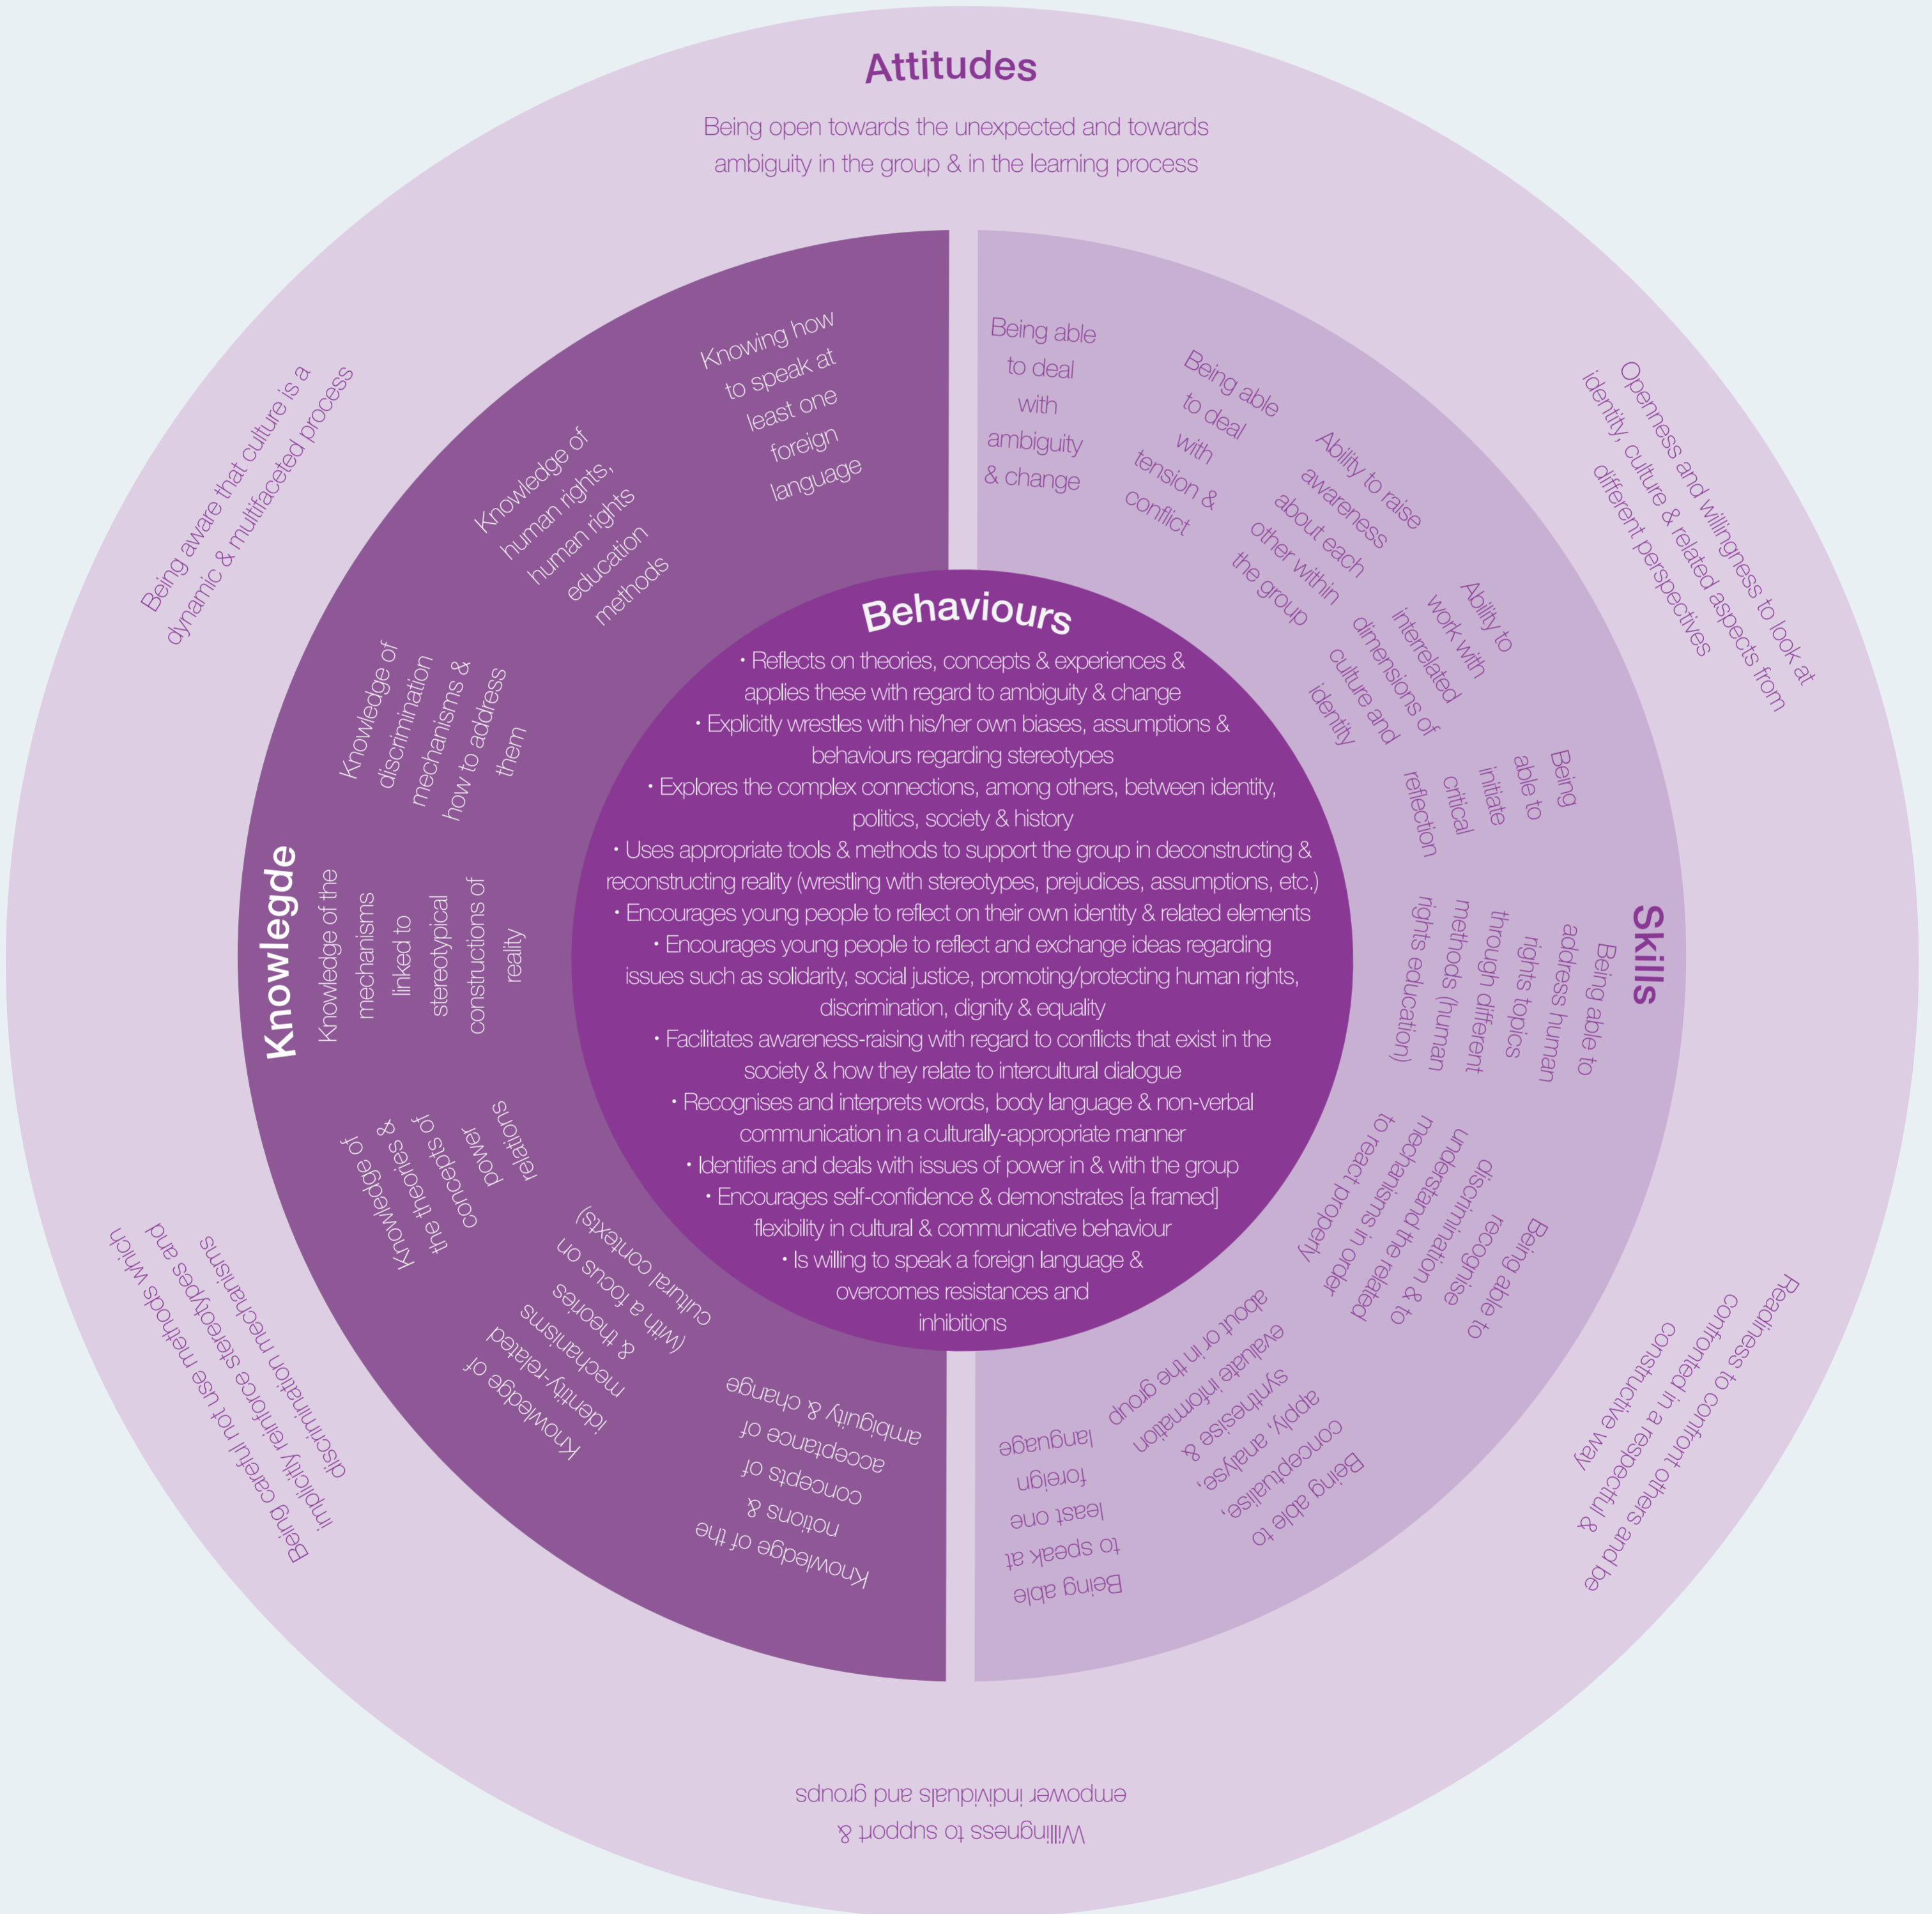 Attitudes
Being open towards the unexpected and towards
ambiguity in the group & in the learning process
Openness and willingness to look at
identity, culture & related aspects from
different perspectives
Readiness to confront others and be
confronted in a respectful &
constructive way
Willingness to support &
empower individuals and groups
Being careful not use methods which
implicitly reinforce stereotypes and
discrimination mechanisms
Being aware that culture is a
dynamic & multifaceted process
Skills
Being able
to deal
with
ambiguity
& change
Being able
to deal
with
tension &
conflict
Ability to raise
awareness
about each
other within
the group
Ability to
work with
interrelated
dimensions of
culture and
identity
Being
able to
initiate
critical
reflection
Being able to
address human
rights topics
through different
methods (human
rights education)
Being able to
recognise
discrimination & to
understand the related
mechanisms in order
to react properly
Being able to
conceptualise,
apply, analyse,
synthesise &
evaluate information
about or in the group
Being able
to speak at
least one
foreign
language
Knowlegde
Knowledge of the
notions &
concepts of
acceptance of
ambiguity & change
Knowledge of
identity-related
mechanisms
& theories
(with a focus on
cultural contexts)
Knowledge of
the theories &
concepts of
power
relations
Knowledge of the
mechanisms
linked to
stereotypical
constructions of
reality
Knowledge of
discrimination
mechanisms &
how to address
them
Knowledge of
human rights,
human rights
education
methods
Knowing how
to speak at
least one
foreign
language
Behaviours
• Reflects on theories, concepts & experiences &
applies these with regard to ambiguity & change
• Explicitly wrestles with his/her own biases, assumptions &
behaviours regarding stereotypes
• Explores the complex connections, among others, between identity,
politics, society & history
• Uses appropriate tools & methods to support the group in deconstructing &
reconstructing reality (wrestling with stereotypes, prejudices, assumptions, etc.)
• Encourages young people to reflect on their own identity & related elements
• Encourages young people to reflect and exchange ideas regarding
issues such as solidarity, social justice, promoting/protecting human rights,
discrimination, dignity & equality
• Facilitates awareness-raising with regard to conflicts that exist in the
society & how they relate to intercultural dialogue
• Recognises and interprets words, body language & non-verbal
communication in a culturally-appropriate manner
• Identifies and deals with issues of power in & with the group
• Encourages self-confidence & demonstrates [a framed]
flexibility in cultural & communicative behaviour
• Is willing to speak a foreign language &
overcomes resistances and
inhibitions